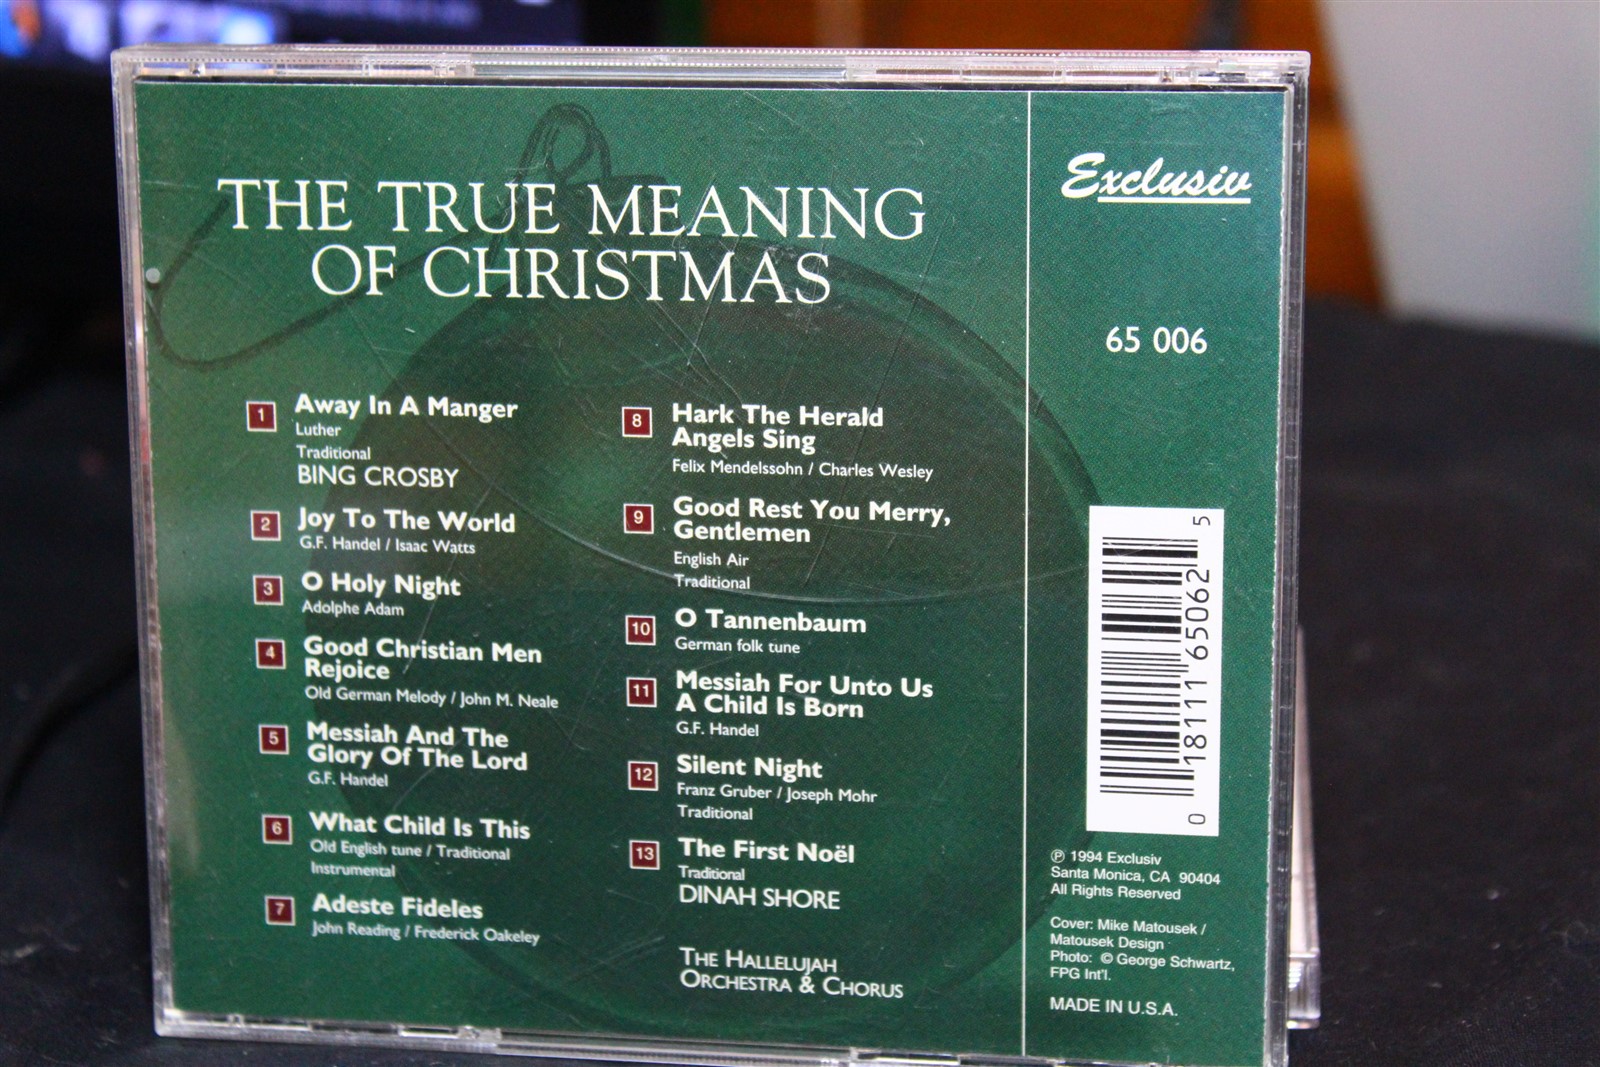 THE TRUE MEANING
OF CHRISTMAS
1
Away In A Manger
Luther
Traditional
BING CROSBY
2
Joy To The World
G.F. Handel / Isaac Watts
3
O Holy Night
Adolphe Adam
4
Good Christian Men
Rejoice
Old German Melody / John M. Neale
5
Messiah And The
Glory Of The Lord
G.F. Handel
6
What Child Is This
Old English tune / Traditional
Instrumental
7
Adeste Fideles
John Reading / Frederick Oakeley
8
Hark The Herald
Angels Sing
Felix Mendelssohn / Charles Wesley
9
Good Rest You Merry,
Gentlemen
English Air
Traditional
10
O Tannenbaum
German folk tune
11
Messiah For Unto Us
A Child Is Born
G.F. Handel
12
Silent Night
Franz Gruber / Joseph Mohr
Traditional
13
The First Noël
Traditional
DINAH SHORE
THE HALLELUJAH
ORCHESTRA & CHORUS
Exclusiv
65 006
0 18111 65062 5
℗ 1994 Exclusiv
Santa Monica, CA 90404
All Rights Reserved
Cover: Mike Matousek /
Matousek Design
Photo: © George Schwartz,
FPG Int'l.
MADE IN U.S.A.